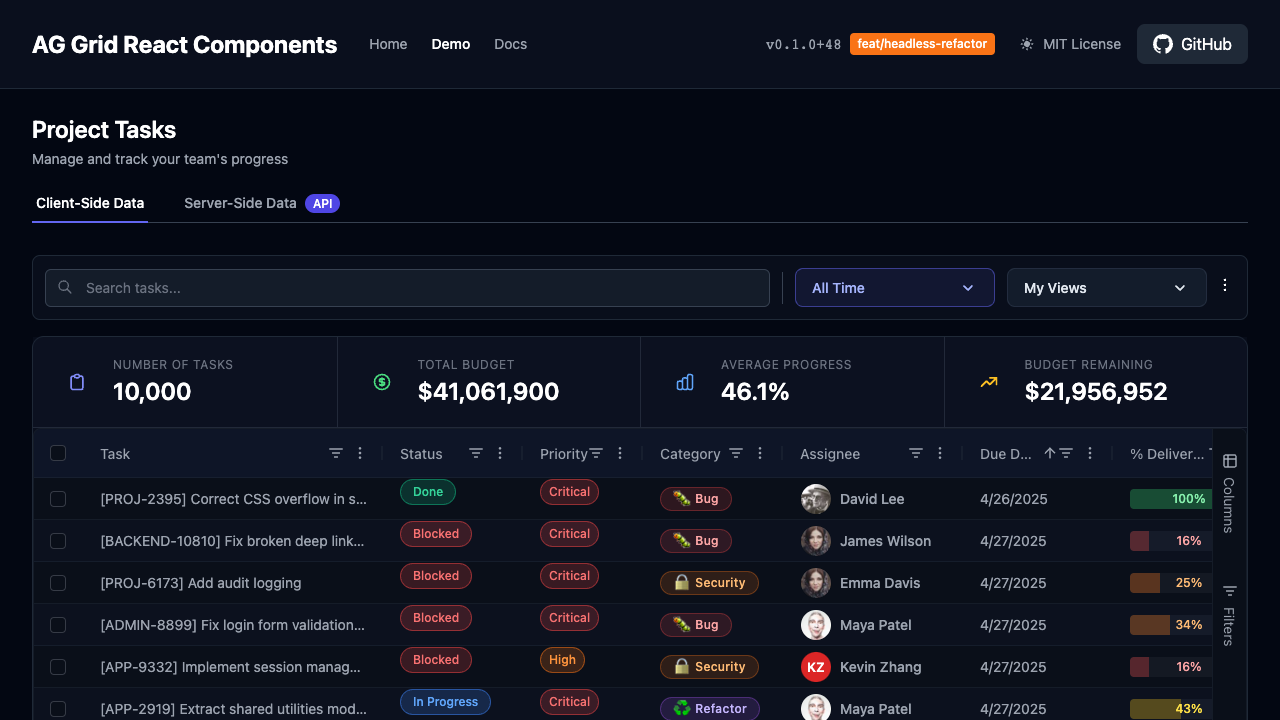 AG Grid React Components Home Demo Docs v0.1.0+48 feat/headless-refactor MIT License GitHub
Project Tasks
Manage and track your team's progress
Client-Side Data Server-Side Data API
Search tasks... All Time My Views
NUMBER OF TASKS TOTAL BUDGET AVERAGE PROGRESS BUDGET REMAINING
10,000 $41,061,900 46.1% $21,956,952
Task Status Priority Category Assignee Due D... % Deliver...
[PROJ-2395] Correct CSS overflow in s... Done Critical Bug David Lee 4/26/2025 100%
[BACKEND-10810] Fix broken deep link... Blocked Critical Bug James Wilson 4/27/2025 16%
[PROJ-6173] Add audit logging Blocked Critical Security Emma Davis 4/27/2025 25%
[ADMIN-8899] Fix login form validation... Blocked Critical Bug Maya Patel 4/27/2025 34%
[APP-9332] Implement session manag... Blocked High Security KZ Kevin Zhang 4/27/2025 16%
[APP-2919] Extract shared utilities mod... In Progress Critical Refactor Maya Patel 4/27/2025 43%
Columns
Filters